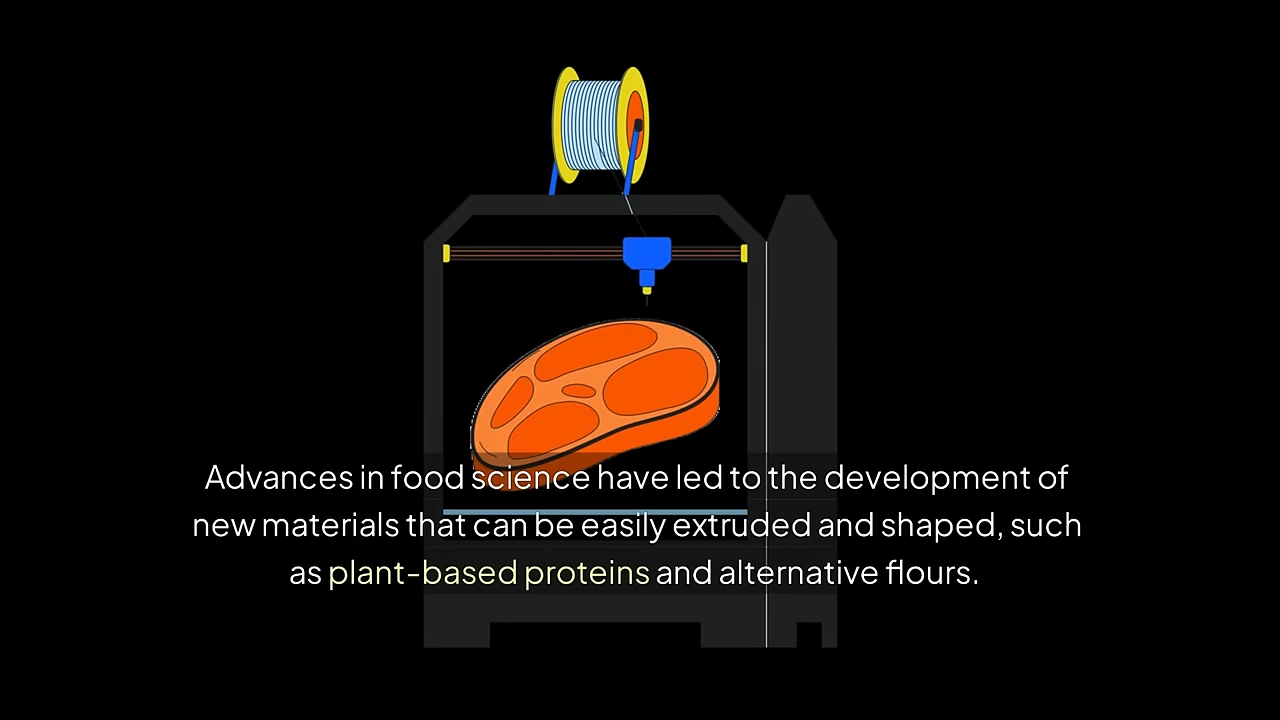 Advances in food science have led to the development of
new materials that can be easily extruded and shaped, such
as plant-based proteins and alternative flours.